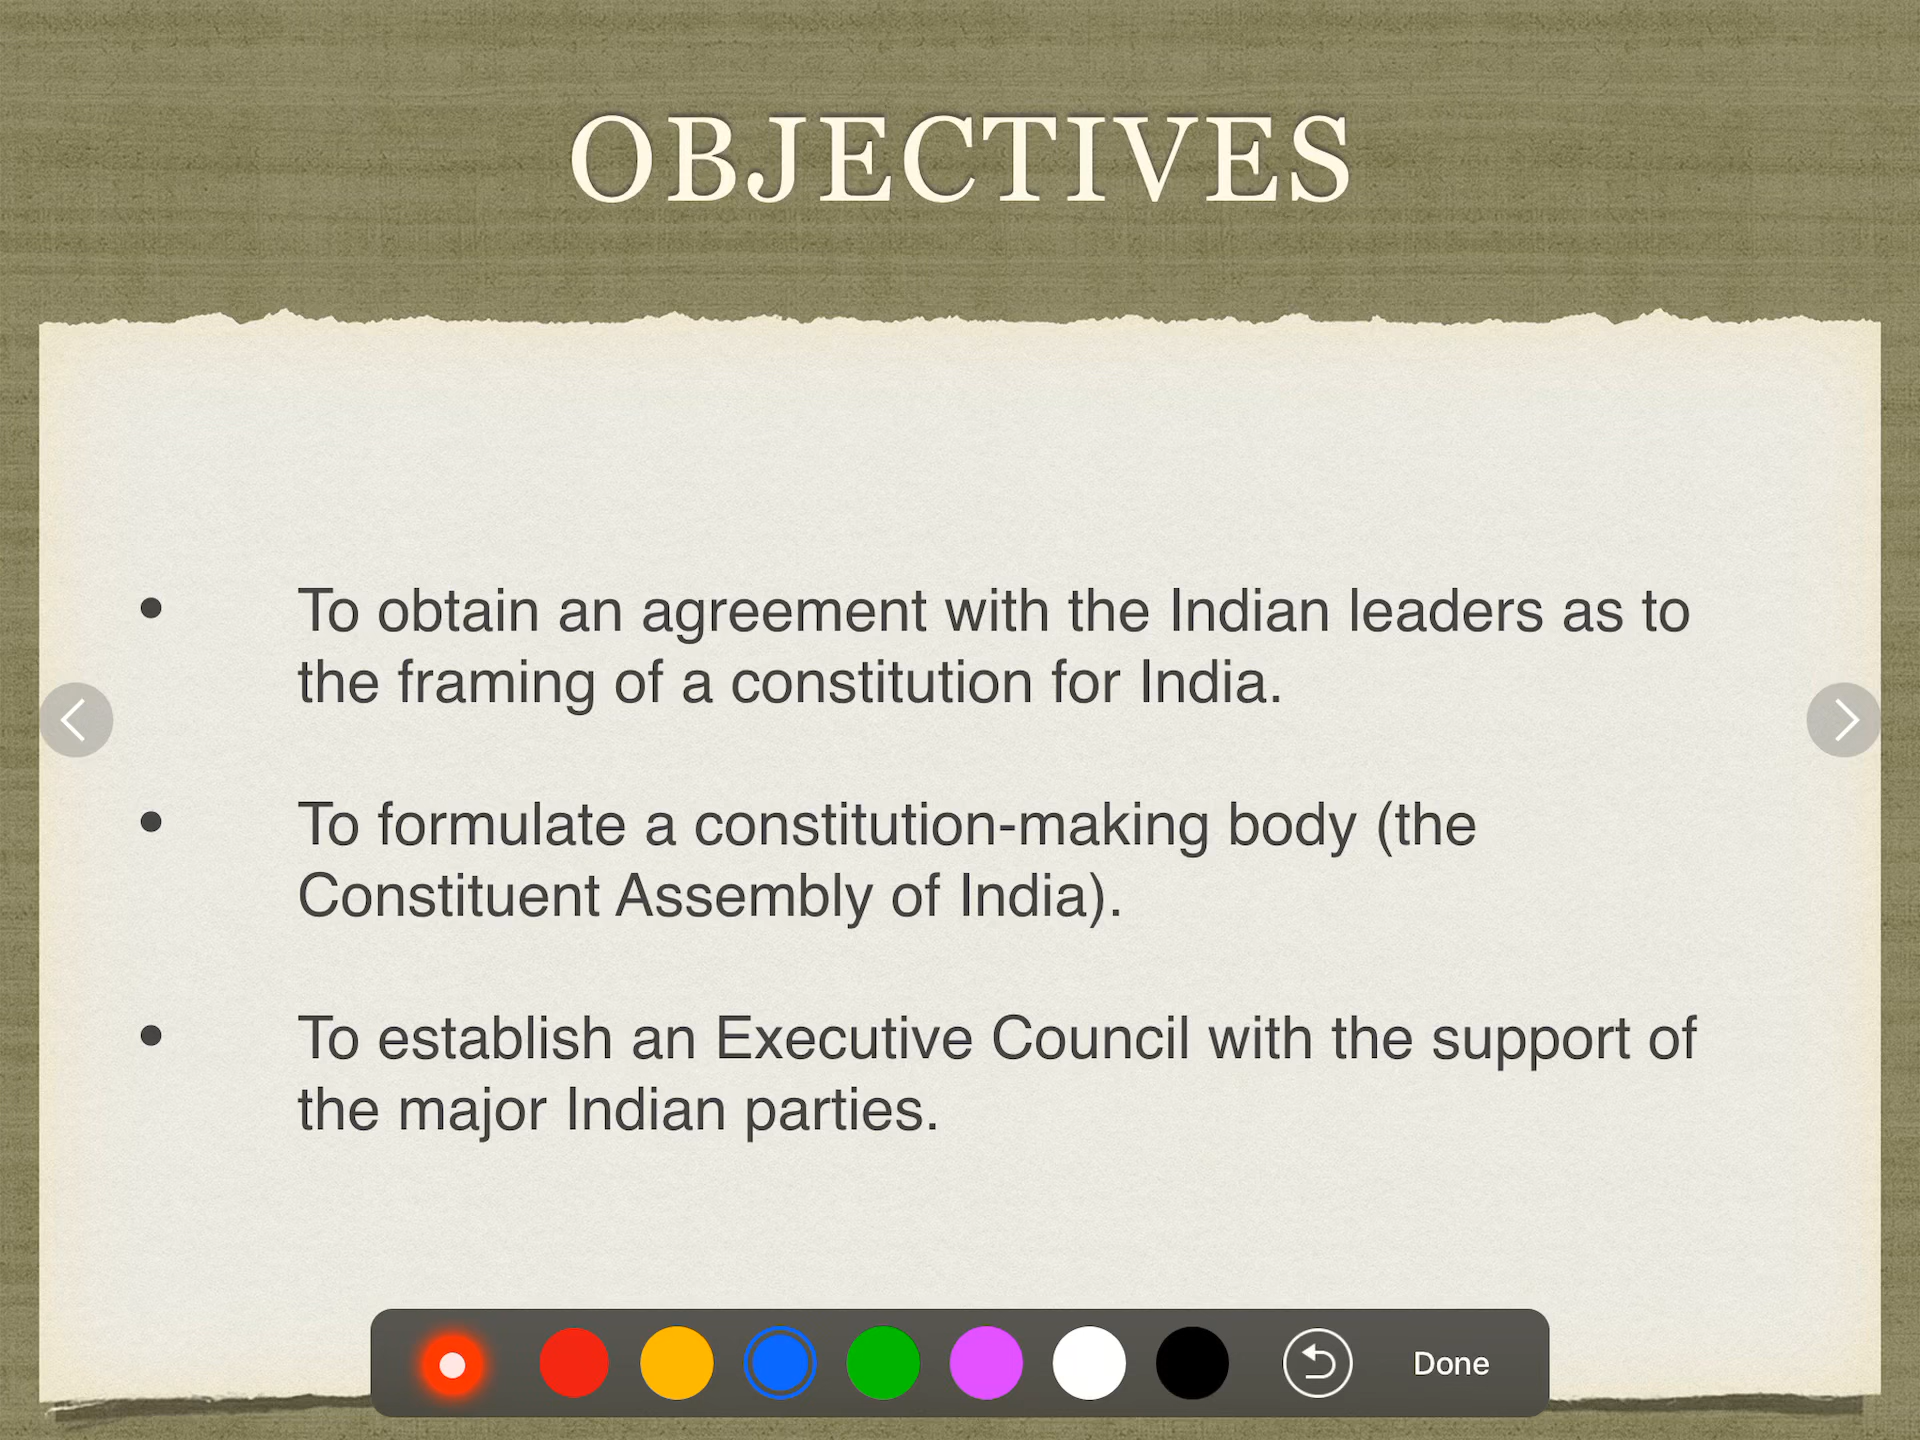 OBJECTIVES
• To obtain an agreement with the Indian leaders as to
the framing of a constitution for India.
• To formulate a constitution-making body (the
Constituent Assembly of India).
• To establish an Executive Council with the support of
the major Indian parties.
Done